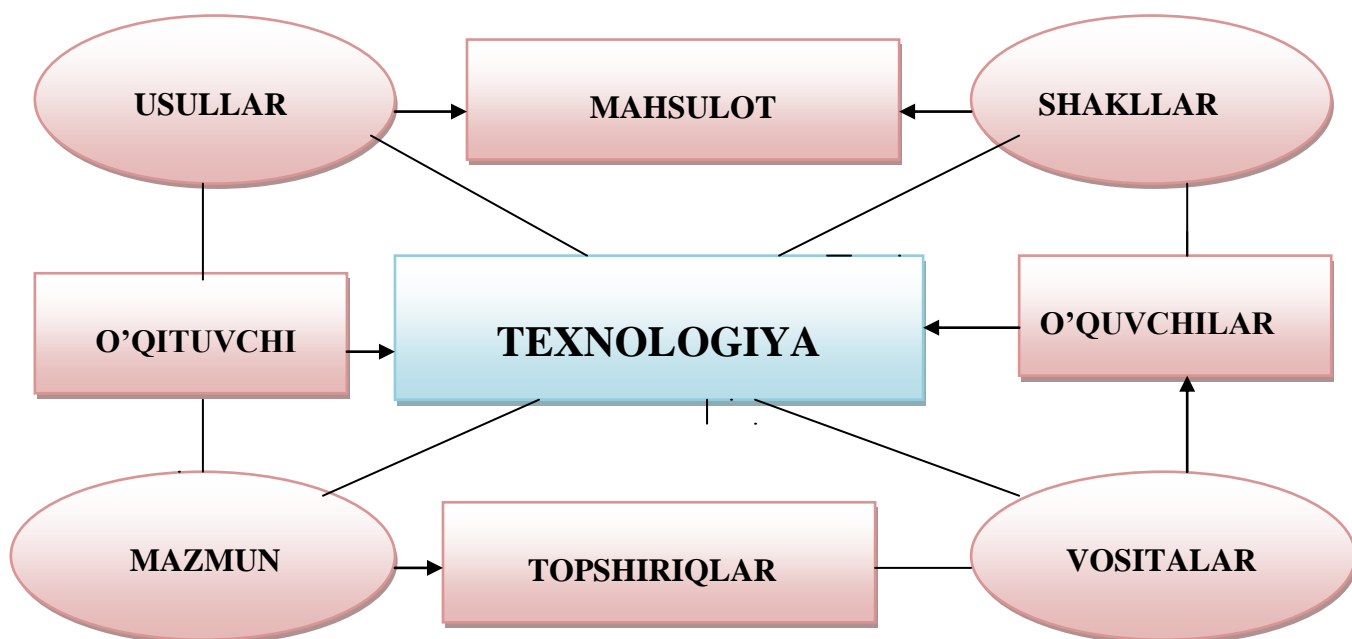 USULLAR
MAHSULOT
SHAKLLAR
O’QITUVCHI
TEXNOLOGIYA
O’QUVCHILAR
MAZMUN
TOPSHIRIQLAR
VOSITALAR